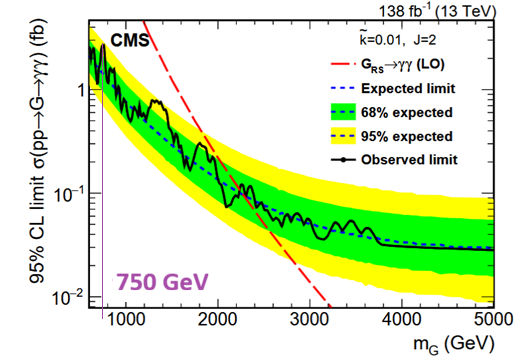 138 fb⁻¹ (13 TeV)
CMS
k̃=0.01, J=2
G_RS→γγ (LO)
Expected limit
68% expected
95% expected
Observed limit
95% CL limit σ(pp→G→γγ) (fb)
1
10⁻¹
10⁻²
750 GeV
1000 2000 3000 4000 5000
m_G (GeV)